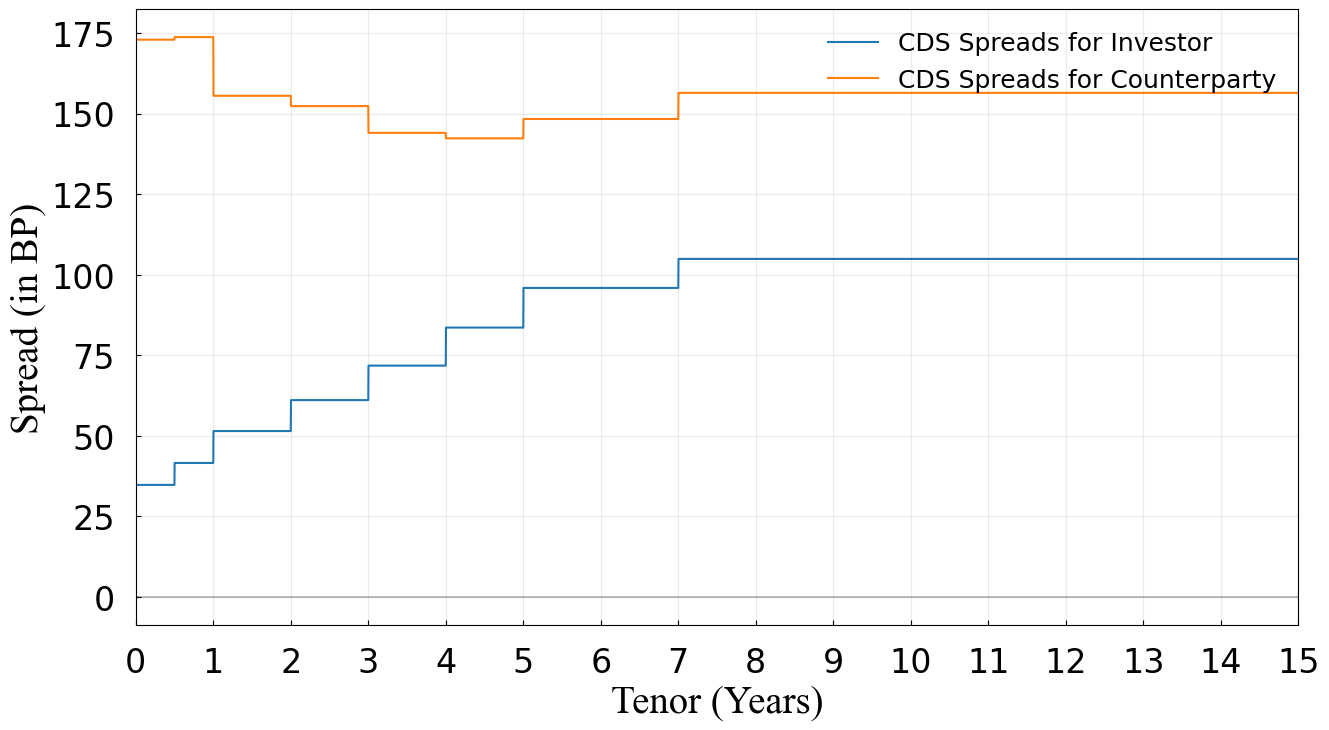 CDS Spreads for Investor
CDS Spreads for Counterparty
Spread (in BP)
175
150
125
100
75
50
25
0
0 1 2 3 4 5 6 7 8 9 10 11 12 13 14 15
Tenor (Years)